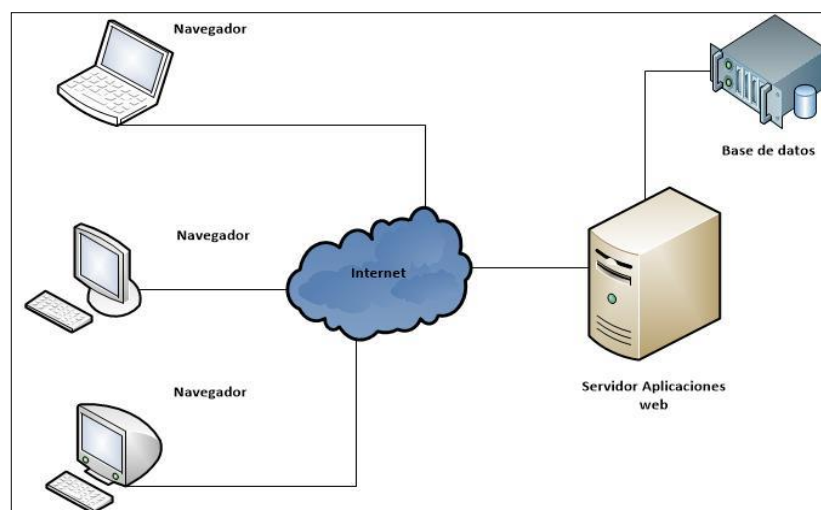 Navegador
Base de datos
Navegador
Internet
Servidor Aplicaciones
web
Navegador